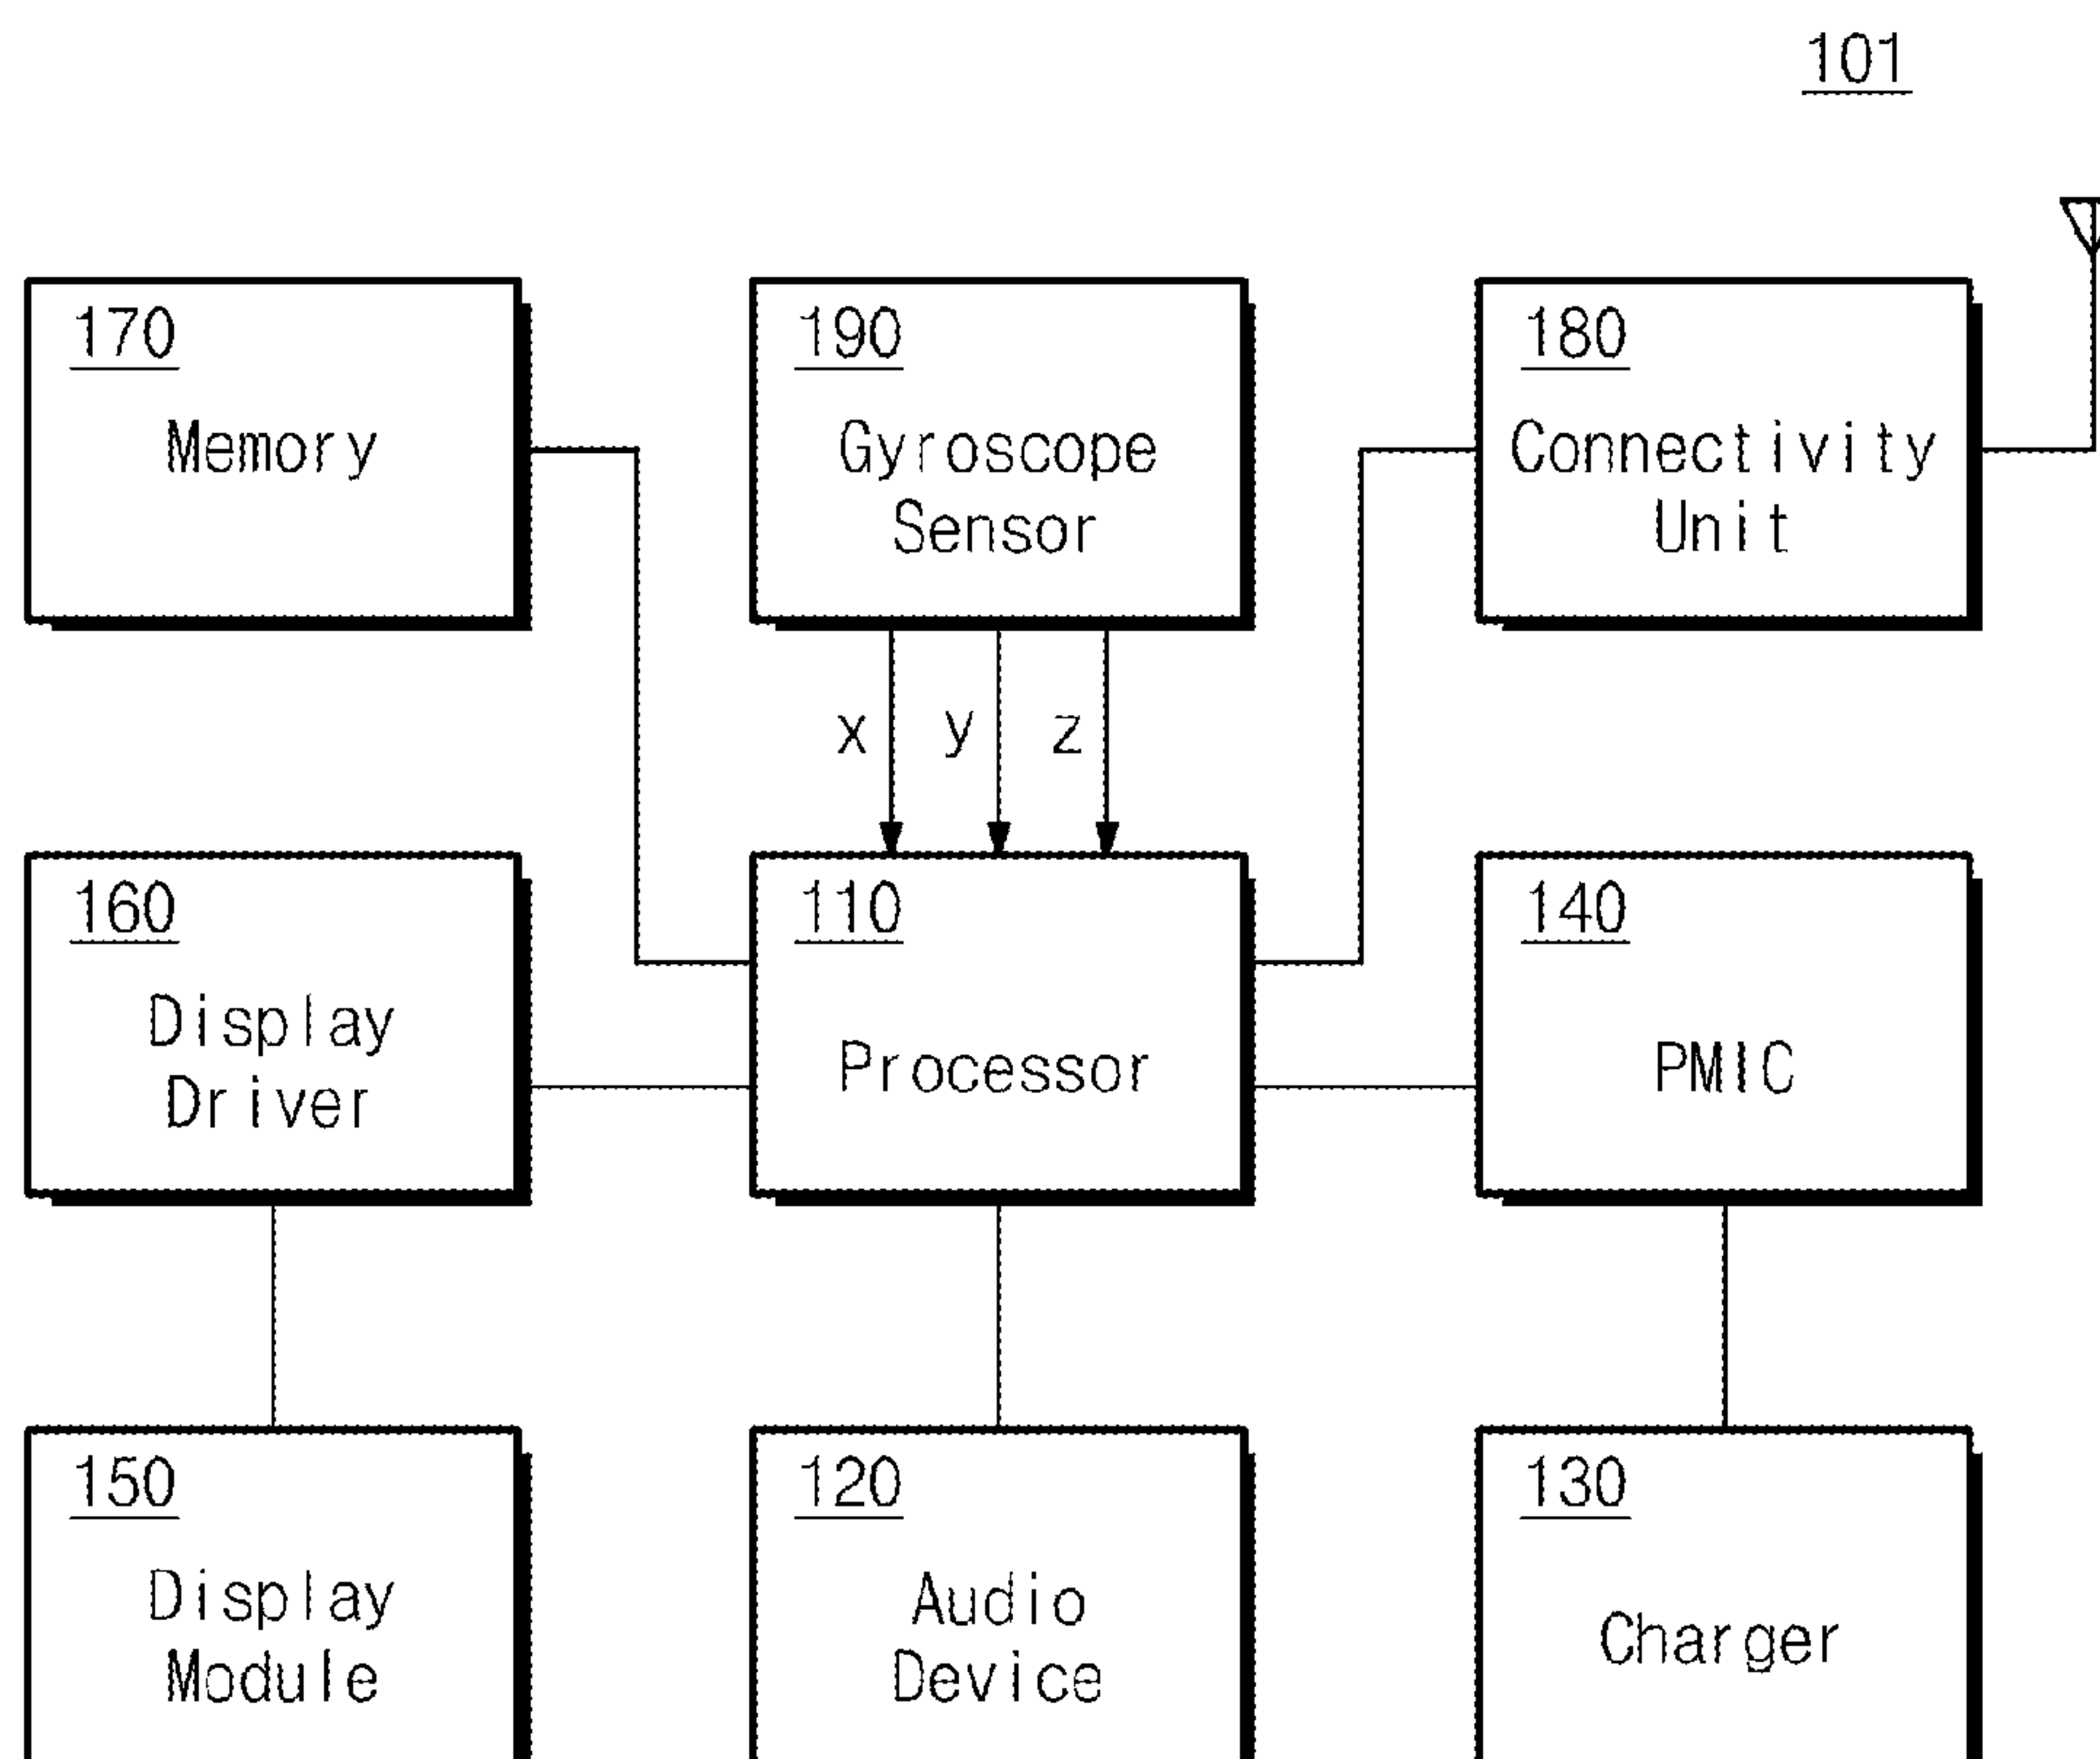 101
170
Memory
190
Gyroscope
Sensor
180
Connectivity
Unit
x
y
z
160
Display
Driver
110
Processor
140
PMIC
150
Display
Module
120
Audio
Device
130
Charger